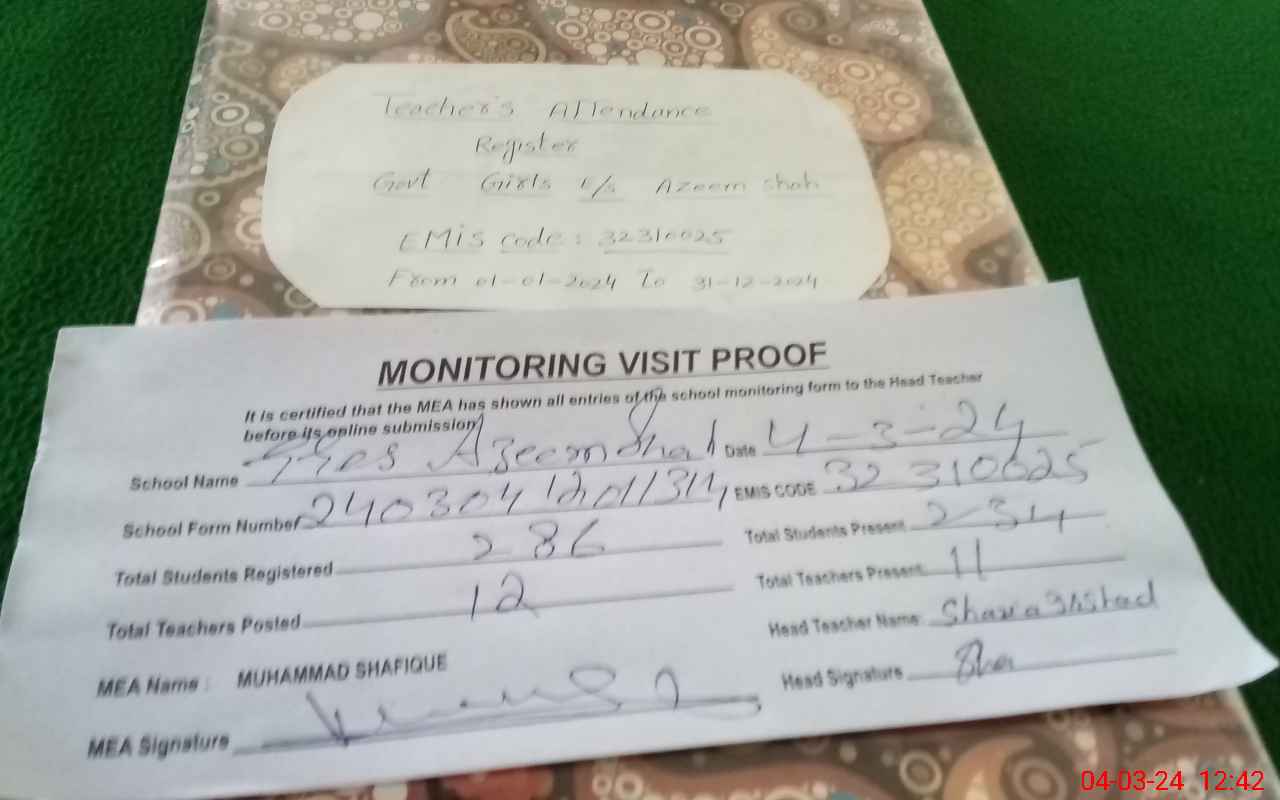 Teacher's Attendance
Register
Govt Girls E/S Azeem Shah
EMiS Code : 32310025
From 01-01-2024 To 31-12-2024
MONITORING VISIT PROOF
It is certified that the MEA has shown all entries of the school monitoring form to the Head Teacher
before its online submission
School Name Azeem Shah Date 4-3-24
School Form Number EMIS CODE 32310025
Total Students Registered 286 Total Students Present 234
Total Teachers Posted 12 Total Teachers Present 11
Head Teacher Name
MEA Name : MUHAMMAD SHAFIQUE Head Signature
MEA Signature
04-03-24 12:42